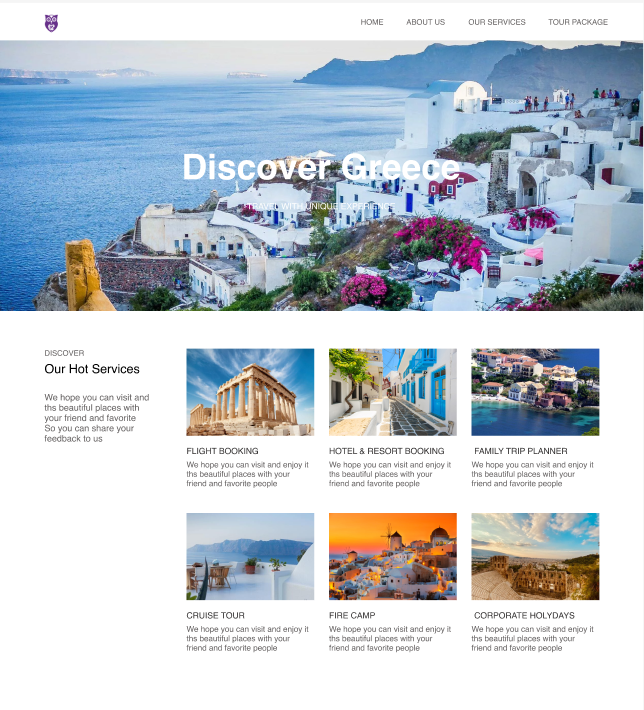 HOME ABOUT US OUR SERVICES TOUR PACKAGE
Discover Greece
TRAVEL WITH UNIQUE EXPERIENCE
DISCOVER
Our Hot Services
We hope you can visit and
ths beautiful places with
your friend and favorite
So you can share your
feedback to us
FLIGHT BOOKING
We hope you can visit and enjoy it
ths beautiful places with your
friend and favorite people
HOTEL & RESORT BOOKING
We hope you can visit and enjoy it
ths beautiful places with your
friend and favorite people
FAMILY TRIP PLANNER
We hope you can visit and enjoy it
ths beautiful places with your
friend and favorite people
CRUISE TOUR
We hope you can visit and enjoy it
ths beautiful places with your
friend and favorite people
FIRE CAMP
We hope you can visit and enjoy it
ths beautiful places with your
friend and favorite people
CORPORATE HOLYDAYS
We hope you can visit and enjoy it
ths beautiful places with your
friend and favorite people